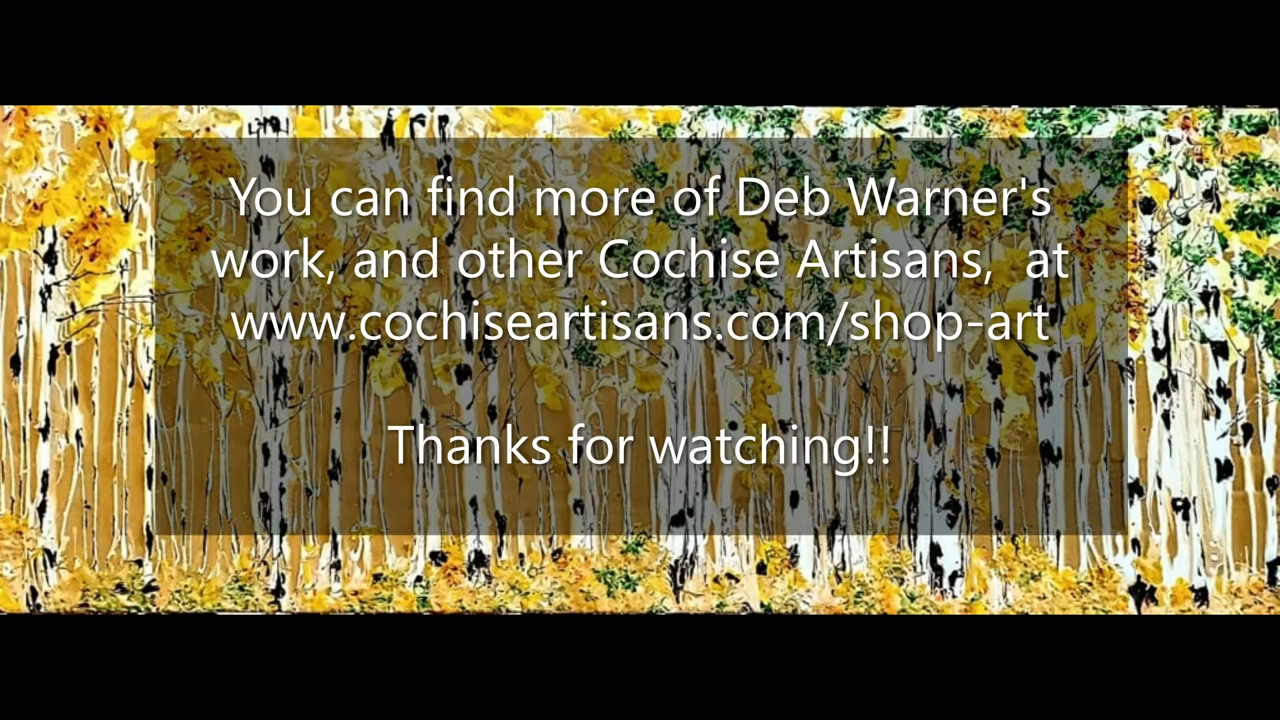 You can find more of Deb Warner's
work, and other Cochise Artisans,  at
www.cochiseartisans.com/shop-art
Thanks for watching!!